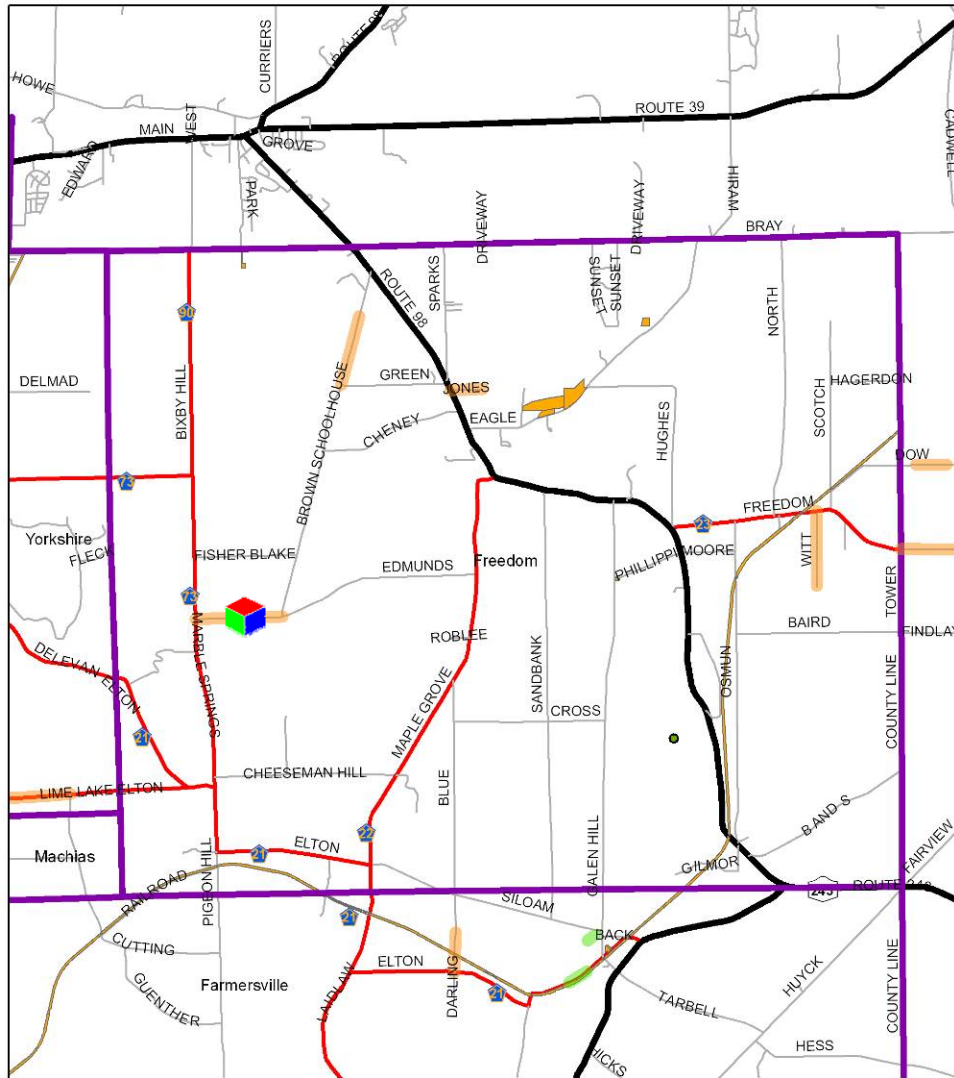 CURRIERS
ROUTE 98
HOWE
ROUTE 39
MAIN
WEST
GROVE
EDWARD
CADWELL
PARK
HIRAM
DRIVEWAY
DRIVEWAY
BRAY
ROUTE 98
SPARKS
SUNSET
SUNSET
NORTH
90
DELMAD
BIXBY HILL
GREEN
JONES
HAGERDON
SCOTCH
BROWN SCHOOLHOUSE
CHENEY
EAGLE
HUGHES
DOW
73
FREEDOM
23
Yorkshire
FLECK
FISHER BLAKE
EDMUNDS
Freedom
PHILLIPPI
MOORE
WITT
TOWER
73
MARBLE SPRINGS
ROBLEE
BAIRD
FINDLAY
DELEVAN ELTON
SANDBANK
OSMUN
MAPLE GROVE
CROSS
COUNTY LINE
21
CHEESEMAN HILL
BLUE
LIME LAKE ELTON
B AND S
22
Machias
ELTON
21
GALEN HILL
GILMOR
FAIRVIEW
PIGEON HILL
RAILROAD
SILOAM
243
ROUTE 243
21
CUTTING
BACK
COUNTY LINE
GUENTHER
Farmersville
LAIDLAW
ELTON
DARLING
21
TARBELL
HUYCK
HICKS
HESS